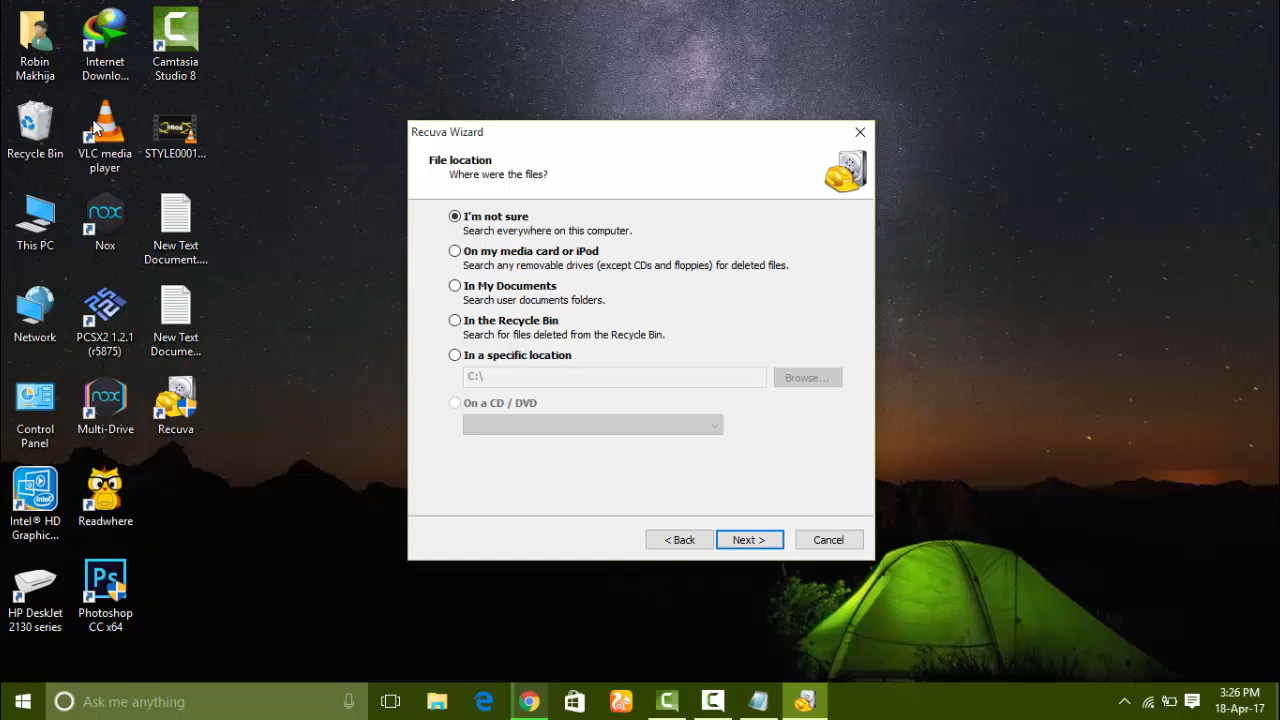 Robin
Makhija
Internet
Downlo...
Camtasia
Studio 8
Recycle Bin
VLC media
player
STYLE0001...
This PC
Nox
nox
New Text
Document....
Network
PCSX2 1.2.1
(r5875)
New Text
Docume...
Control
Panel
nox
Multi-Drive
Recuva
intel
Intel® HD
Graphic...
Readwhere
HP DeskJet
2130 series
Ps
Photoshop
CC x64
Recuva Wizard
File location
Where were the files?
I'm not sure
Search everywhere on this computer.
On my media card or iPod
Search any removable drives (except CDs and floppies) for deleted files.
In My Documents
Search user documents folders.
In the Recycle Bin
Search for files deleted from the Recycle Bin.
In a specific location
C:\
Browse...
On a CD / DVD
< Back
Next >
Cancel
Ask me anything
3:26 PM
18-Apr-17